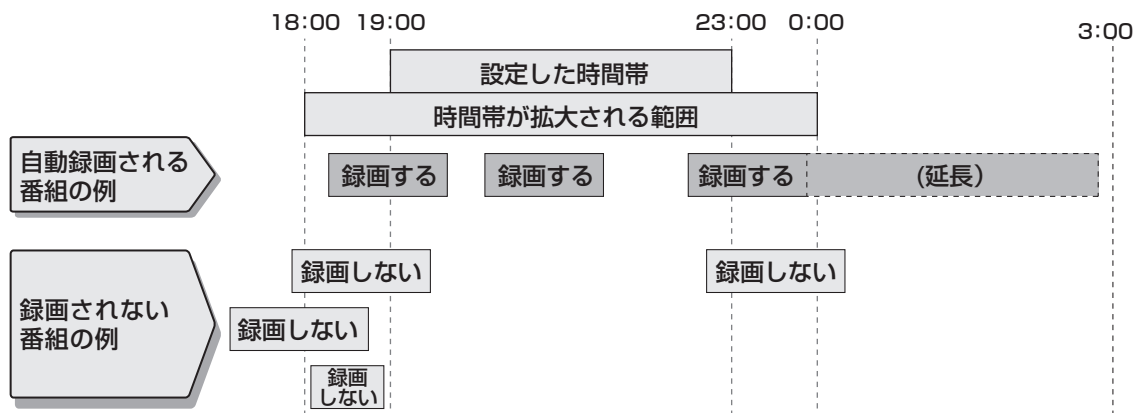 18:00 19:00 23:00 0:00 3:00
設定した時間帯
時間帯が拡大される範囲
自動録画される
番組の例
録画する 録画する 録画する (延長)
録画されない
番組の例
録画しない 録画しない
録画しない
録画
しない